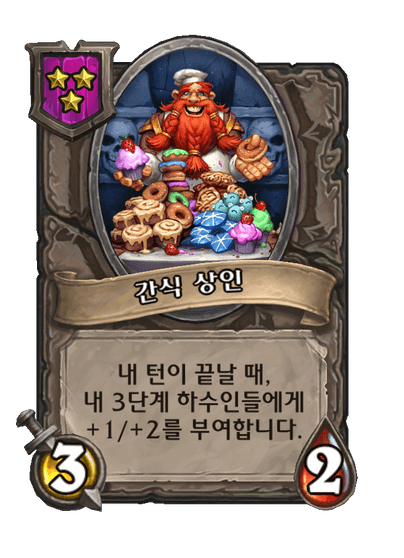 간식 상인
내 턴이 끝날 때,
내 3단계 하수인들에게
+1/+2를 부여합니다.
3
2